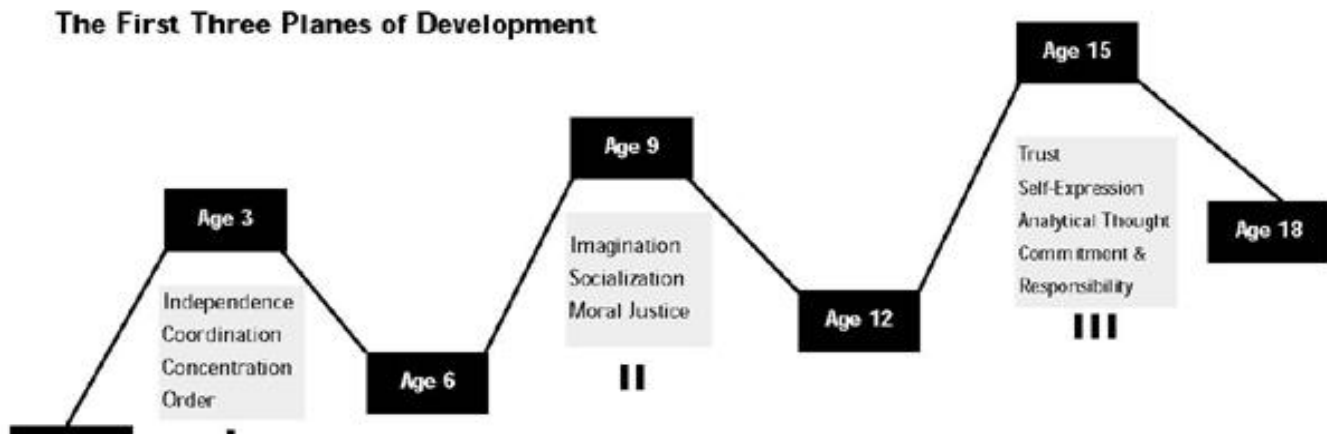 The First Three Planes of Development
Age 3
Independence
Coordination
Concentration
Order
Age 6
Age 9
Imagination
Socialization
Moral Justice
II
Age 12
Age 15
Trust
Self-Expression
Analytical Thought
Commitment &
Responsibility
III
Age 18